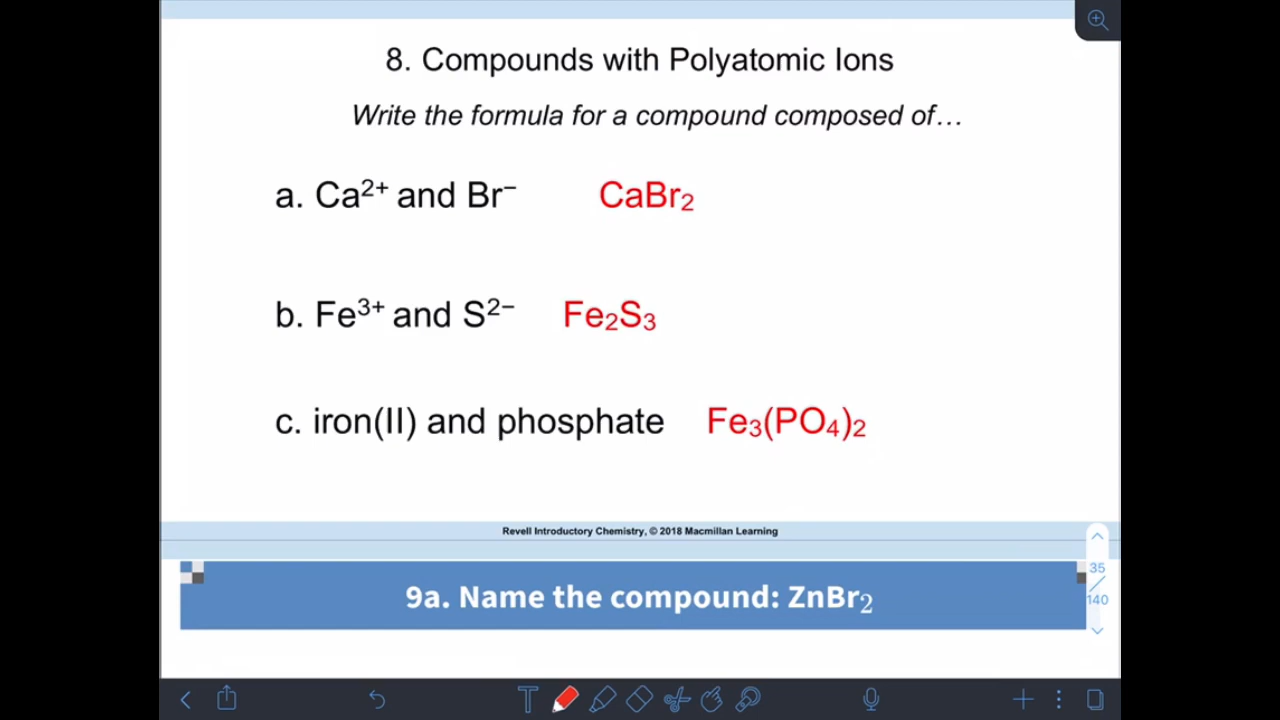 8. Compounds with Polyatomic Ions
Write the formula for a compound composed of…
a. Ca²⁺ and Br⁻ CaBr₂
b. Fe³⁺ and S²⁻ Fe₂S₃
c. iron(II) and phosphate Fe₃(PO₄)₂
Revell Introductory Chemistry, © 2018 Macmillan Learning
35
140
9a. Name the compound: ZnBr₂